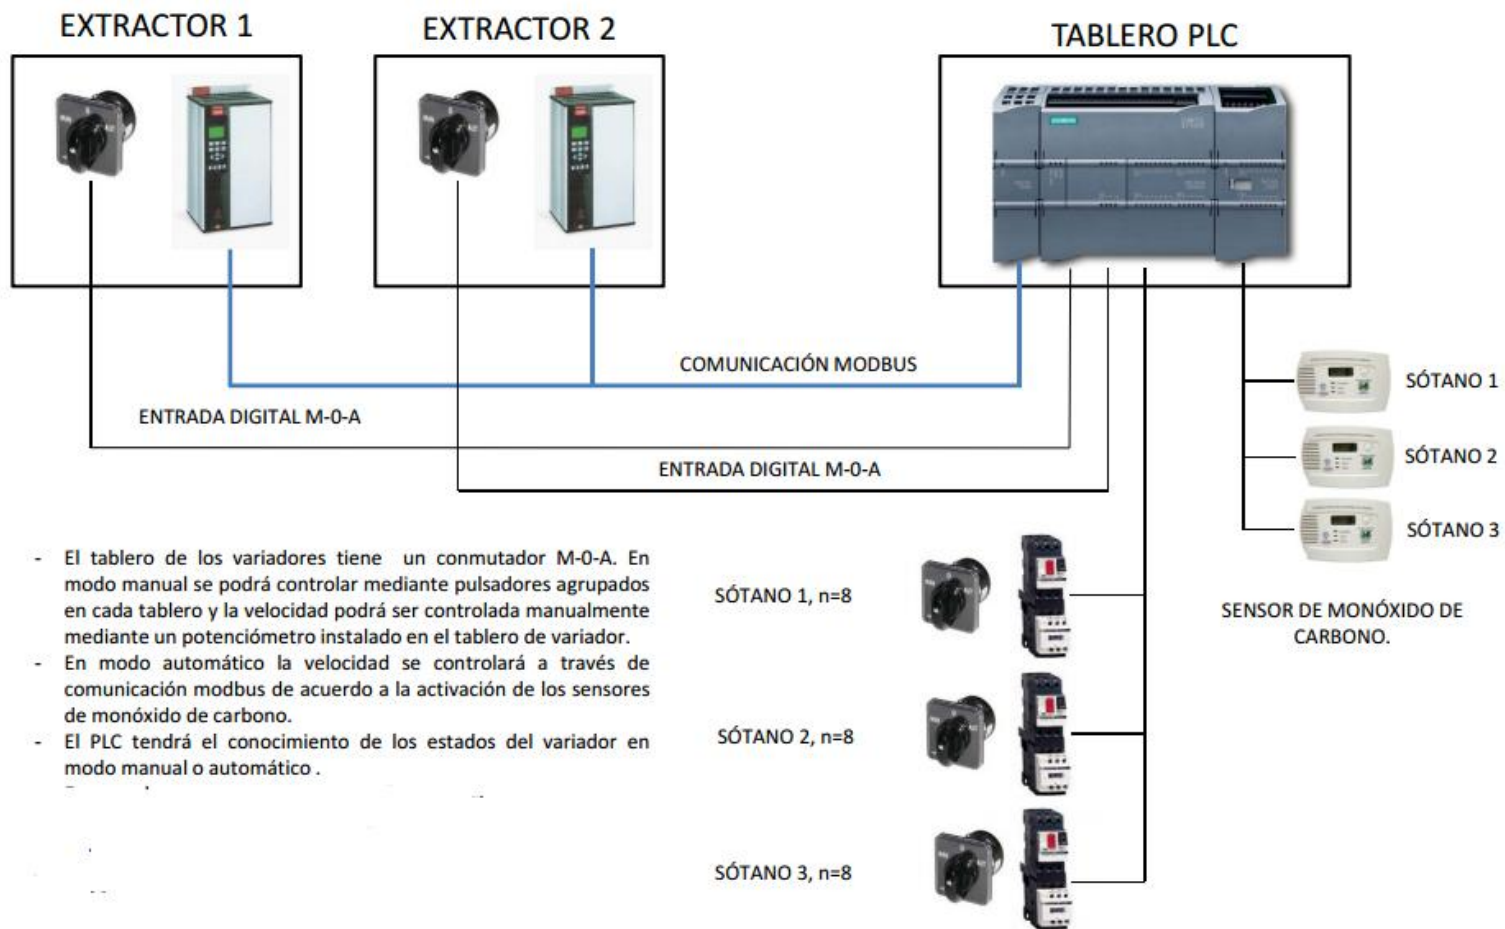 EXTRACTOR 1
EXTRACTOR 2
TABLERO PLC
SIEMENS
COMUNICACIÓN MODBUS
ENTRADA DIGITAL M-0-A
ENTRADA DIGITAL M-0-A
SÓTANO 1
SÓTANO 2
SÓTANO 3
SENSOR DE MONÓXIDO DE
CARBONO.
- El tablero de los variadores tiene un conmutador M-0-A. En
modo manual se podrá controlar mediante pulsadores agrupados
en cada tablero y la velocidad podrá ser controlada manualmente
mediante un potenciómetro instalado en el tablero de variador.
- En modo automático la velocidad se controlará a través de
comunicación modbus de acuerdo a la activación de los sensores
de monóxido de carbono.
- El PLC tendrá el conocimiento de los estados del variador en
modo manual o automático .
SÓTANO 1, n=8
SÓTANO 2, n=8
SÓTANO 3, n=8